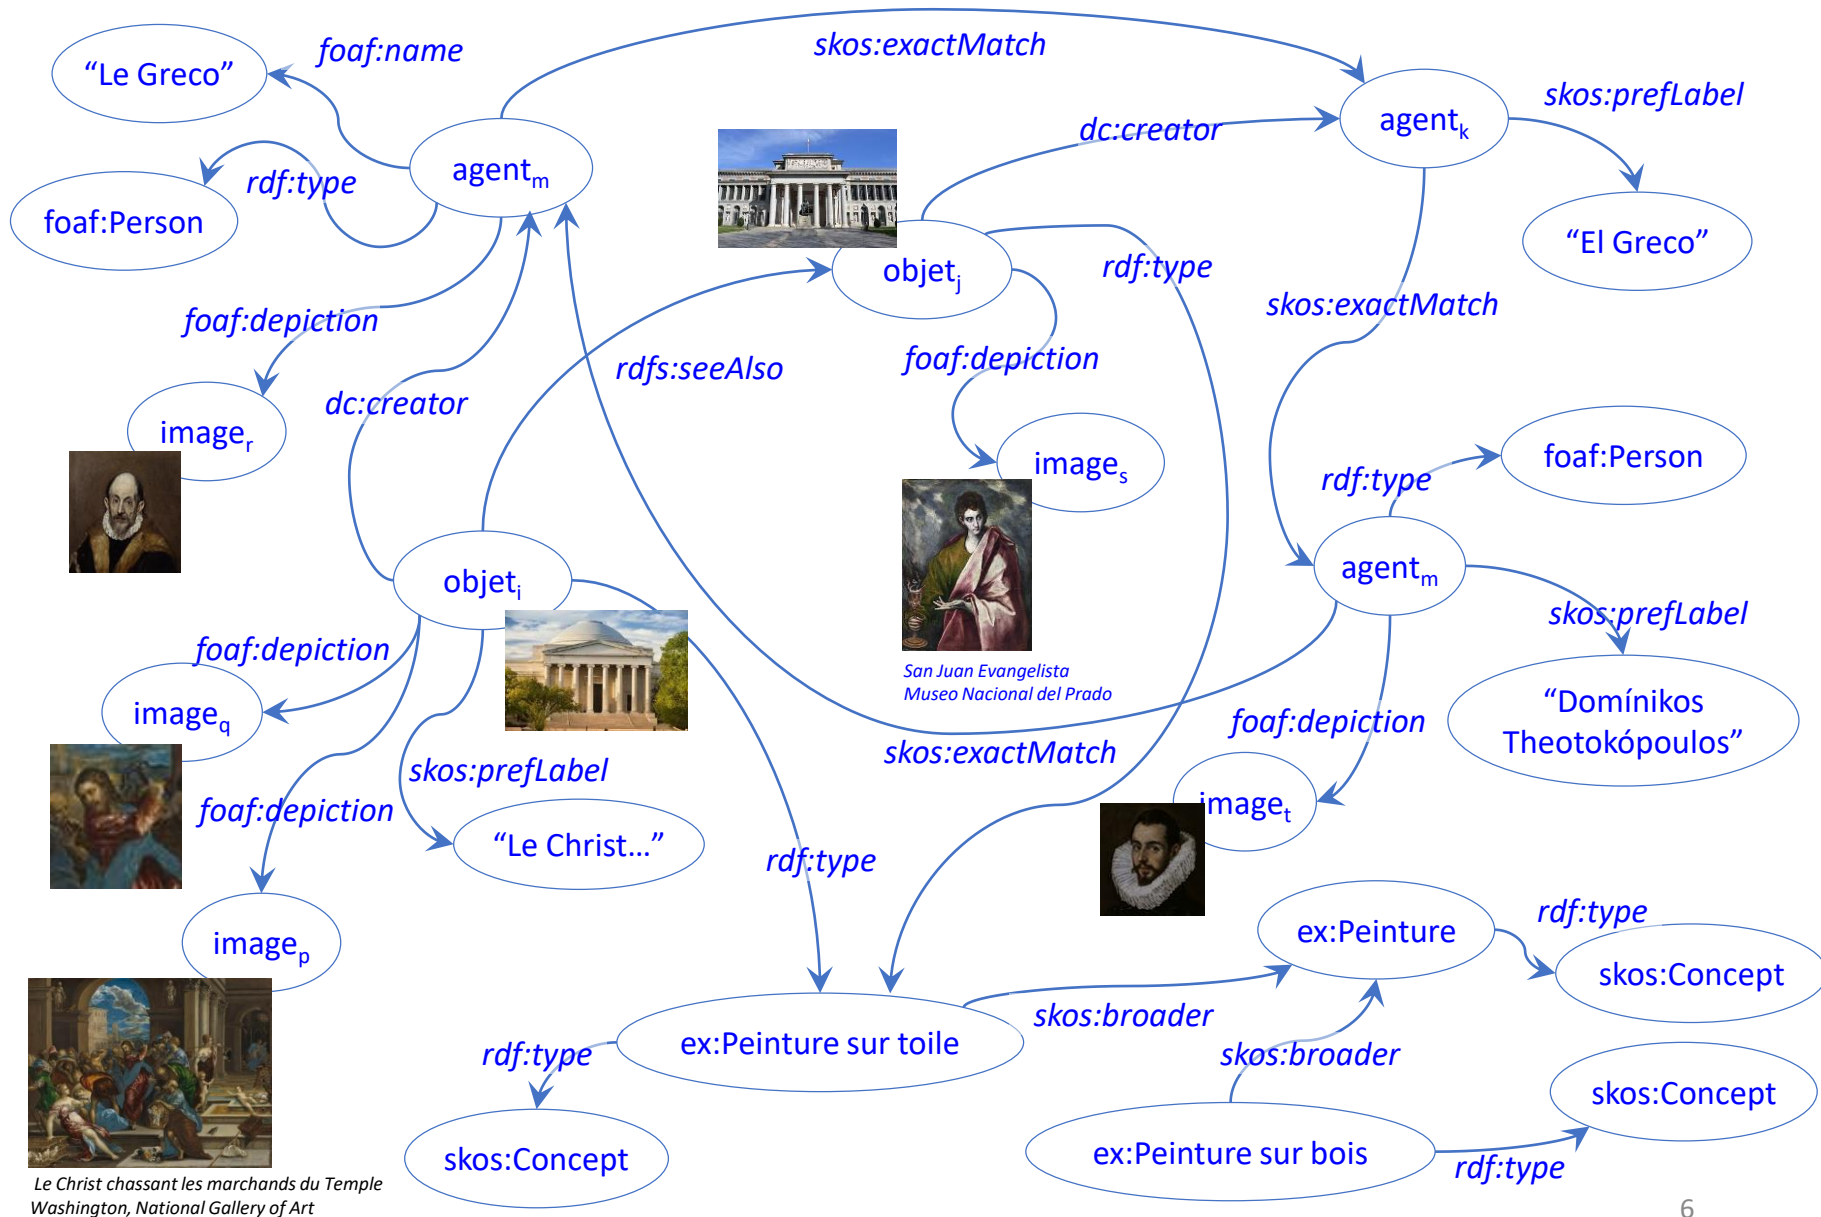 “Le Greco”
foaf:name
skos:exactMatch
agentₖ
skos:prefLabel
dc:creator
agentₘ
rdf:type
foaf:Person
“El Greco”
objetⱼ
rdf:type
skos:exactMatch
foaf:depiction
rdfs:seeAlso
foaf:depiction
dc:creator
imageᵣ
imageₛ
foaf:Person
rdf:type
objetᵢ
agentₘ
skos:prefLabel
foaf:depiction
San Juan Evangelista
Museo Nacional del Prado
image_q
“Domínikos
Theotokópoulos”
foaf:depiction
skos:exactMatch
skos:prefLabel
foaf:depiction
imageₜ
“Le Christ…”
rdf:type
imageₚ
ex:Peinture
rdf:type
skos:Concept
skos:broader
ex:Peinture sur toile
rdf:type
skos:broader
skos:Concept
skos:Concept
ex:Peinture sur bois
rdf:type
Le Christ chassant les marchands du Temple
Washington, National Gallery of Art
6